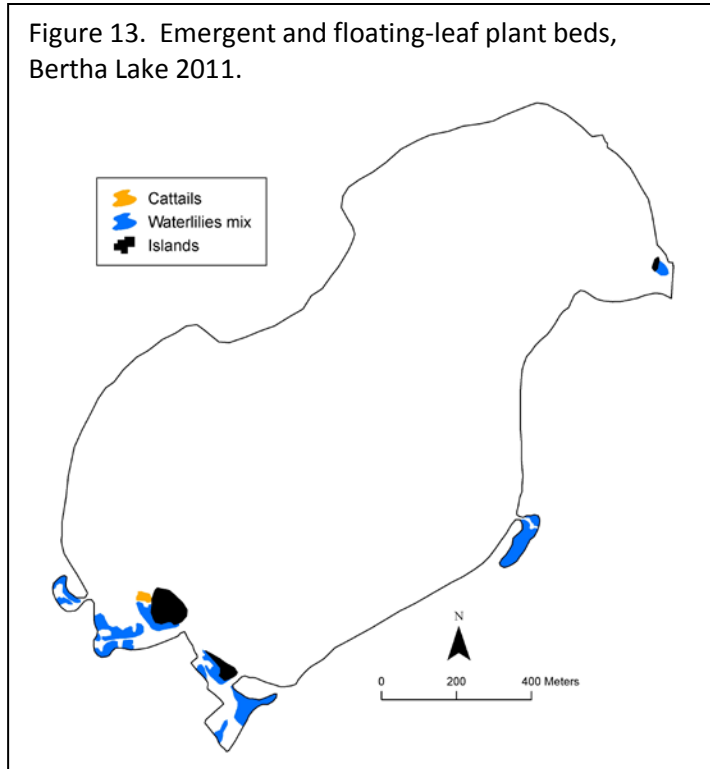 Figure 13.  Emergent and floating-leaf plant beds,
Bertha Lake 2011.
Cattails
Waterlilies mix
Islands
N
0 200 400 Meters